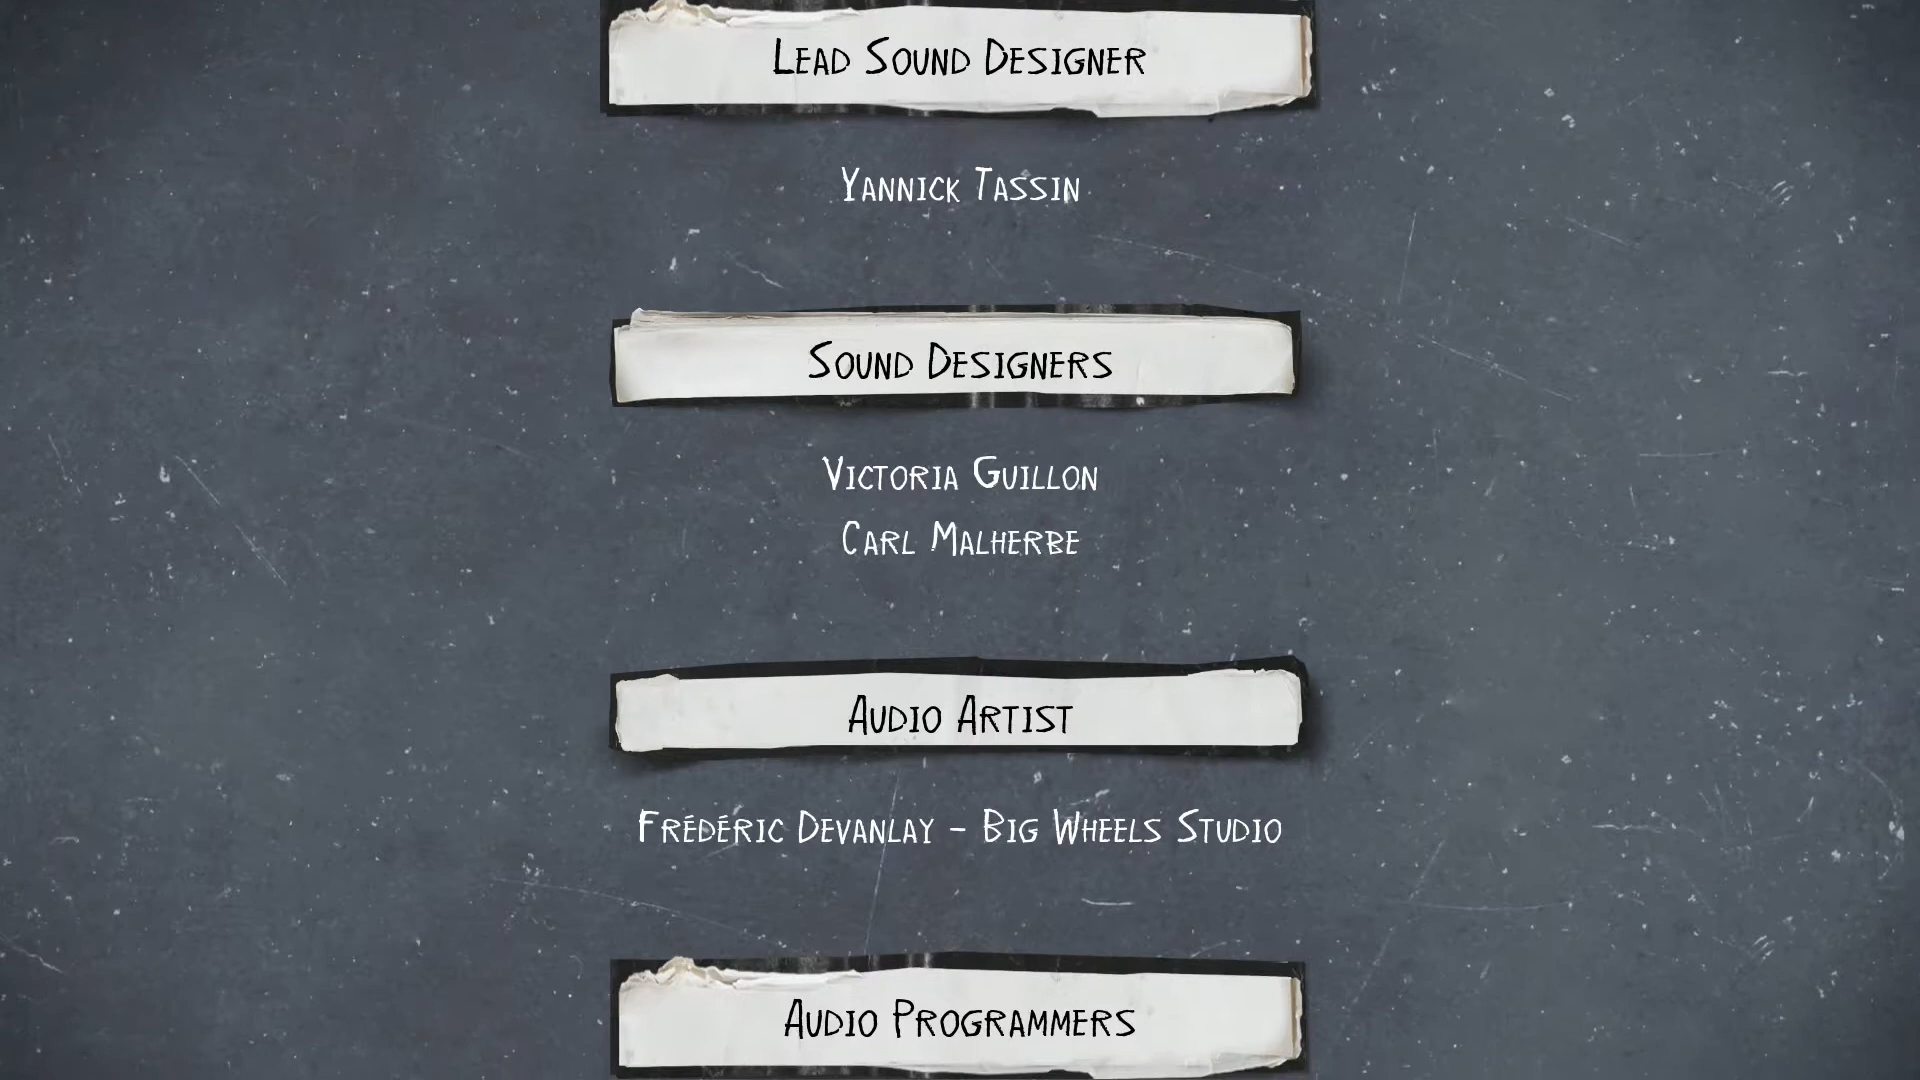 Lead Sound Designer
Yannick Tassin
Sound Designers
Victoria Guillon
Carl Malherbe
Audio Artist
Frédéric Devanlay - Big Wheels Studio
Audio Programmers